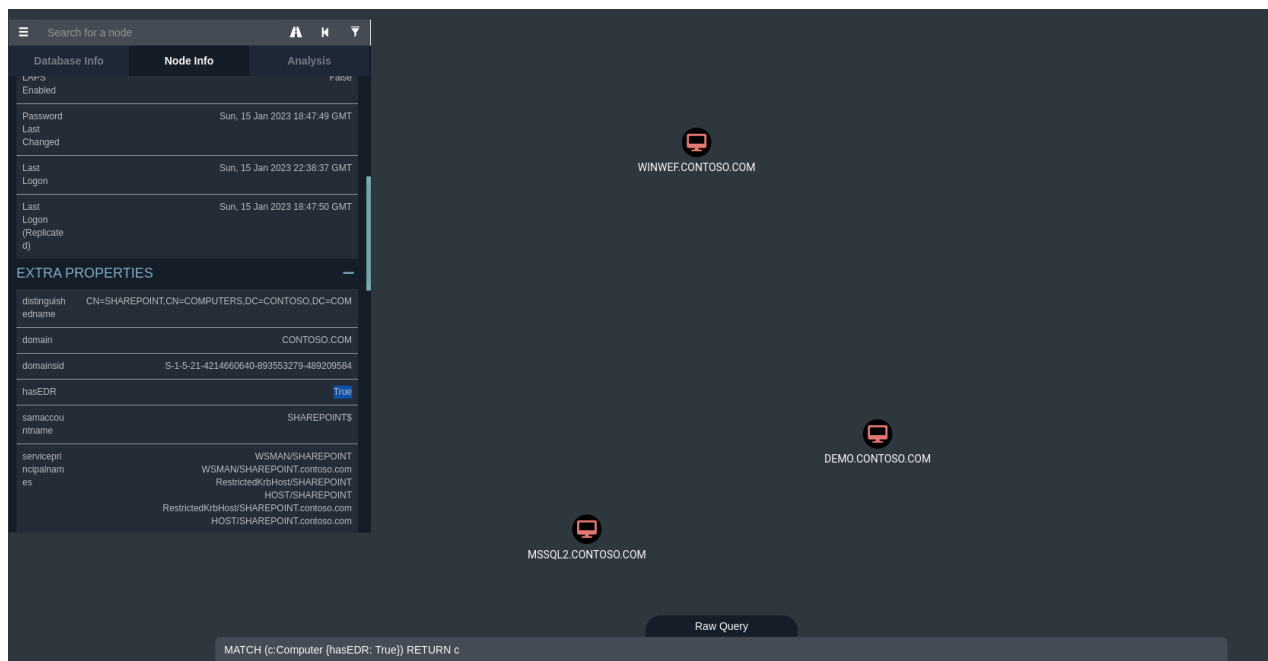 Search for a node
Database Info
Node Info
Analysis
LAPS
Enabled
False
Password
Last
Changed
Sun, 15 Jan 2023 18:47:49 GMT
Last
Logon
Sun, 15 Jan 2023 22:38:37 GMT
Last
Logon
(Replicate
d)
Sun, 15 Jan 2023 18:47:50 GMT
EXTRA PROPERTIES
distinguish
edname
CN=SHAREPOINT,CN=COMPUTERS,DC=CONTOSO,DC=COM
domain
CONTOSO.COM
domainsid
S-1-5-21-4214660640-893553279-489209584
hasEDR
True
samaccou
ntname
SHAREPOINT$
servicepri
ncipalnam
es
WSMAN/SHAREPOINT
WSMAN/SHAREPOINT.contoso.com
RestrictedKrbHost/SHAREPOINT
HOST/SHAREPOINT
RestrictedKrbHost/SHAREPOINT.contoso.com
HOST/SHAREPOINT.contoso.com
WINWEF.CONTOSO.COM
DEMO.CONTOSO.COM
MSSQL2.CONTOSO.COM
Raw Query
MATCH (c:Computer {hasEDR: True}) RETURN c